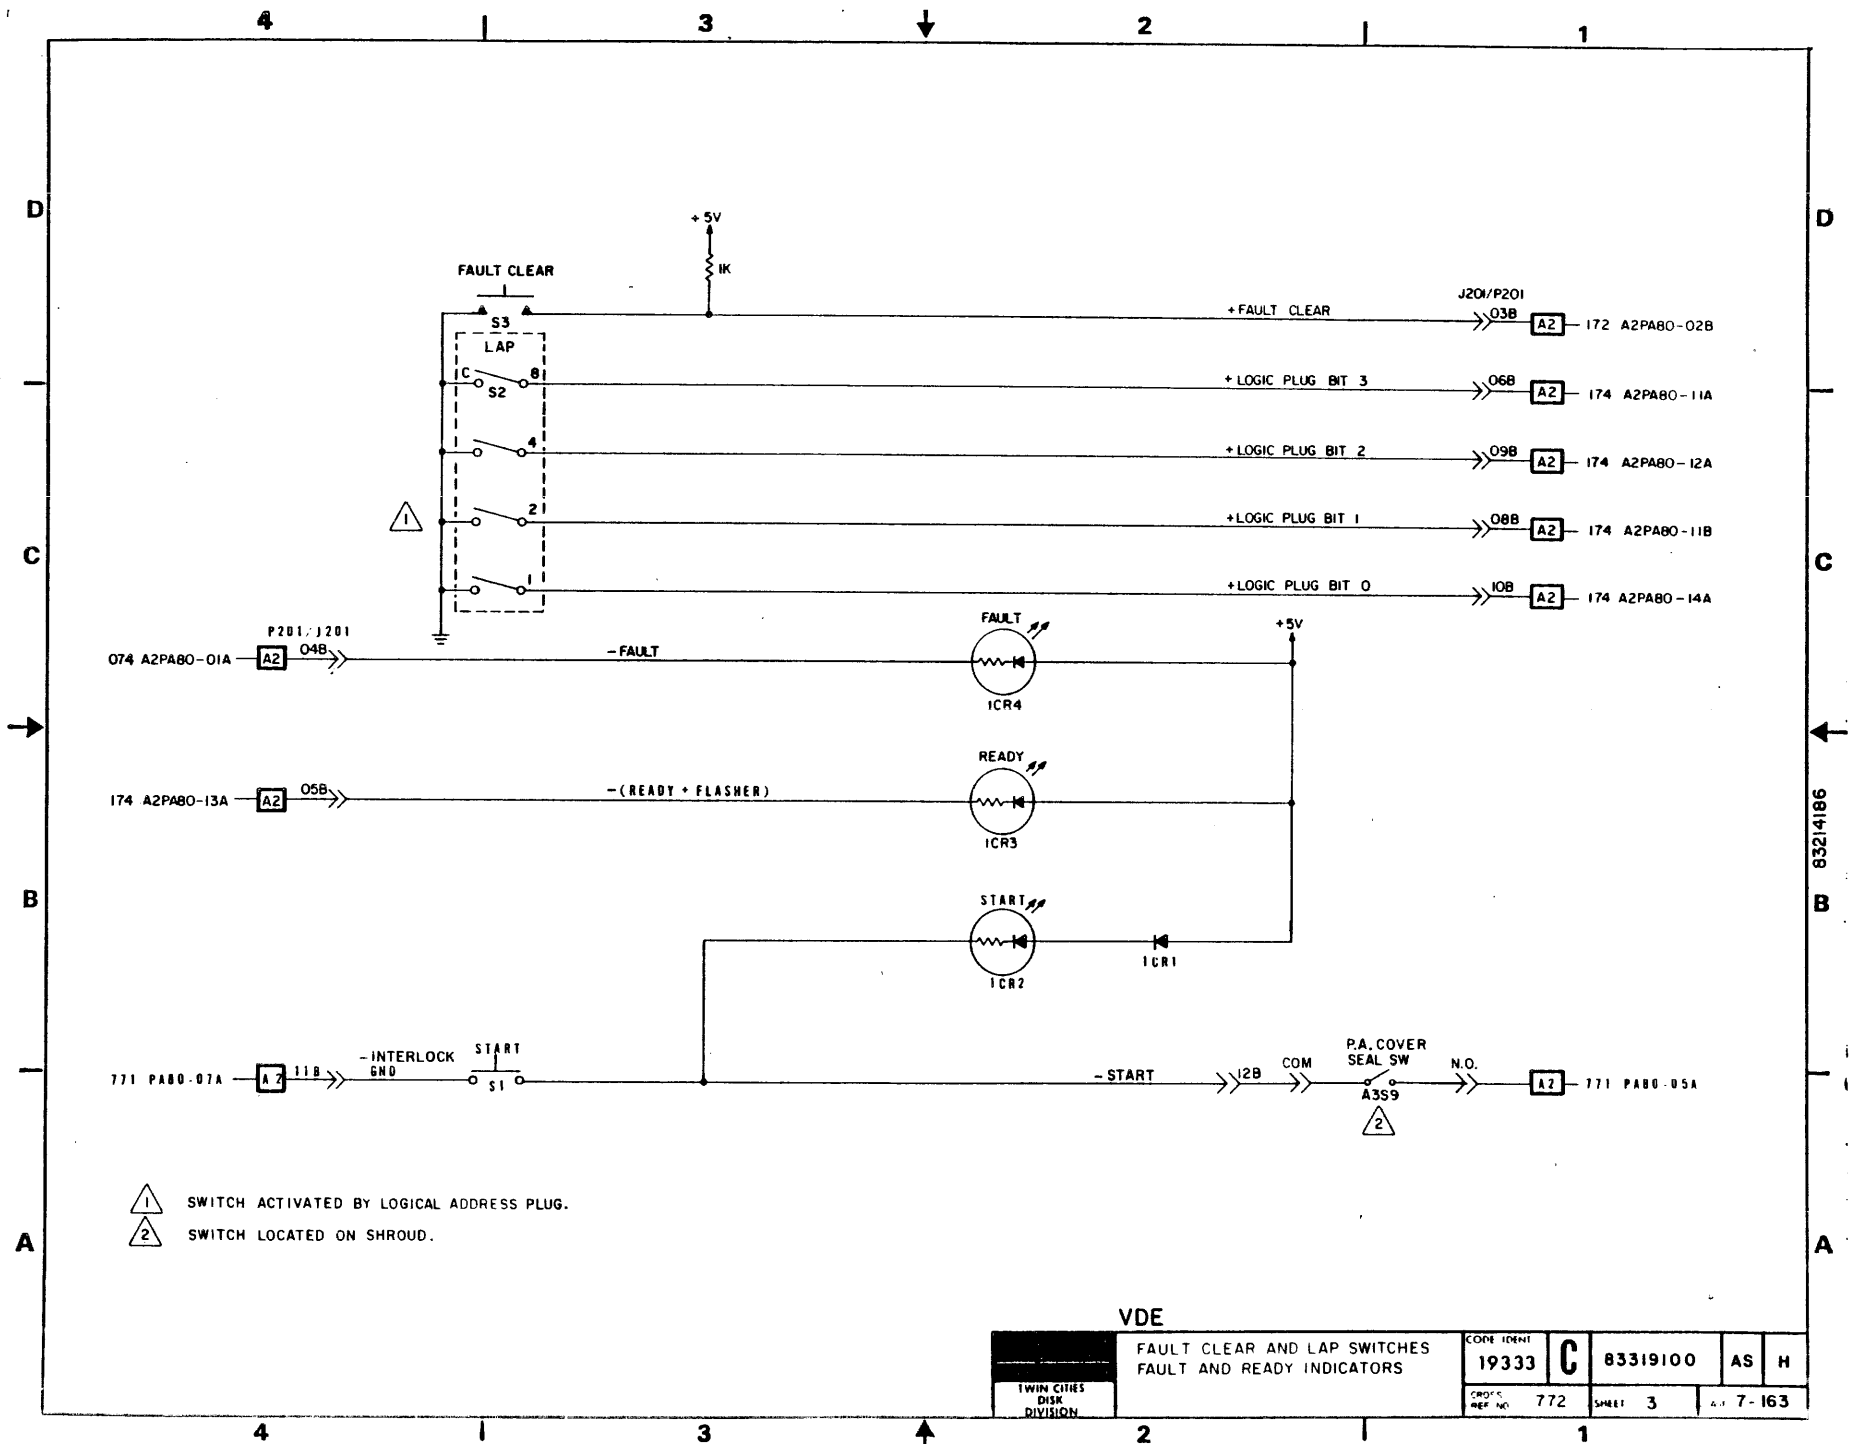 4 3 2 1
D D
+5V
1K
FAULT CLEAR
S3
J201/P201
+FAULT CLEAR 03B A2 172 A2PA80-02B
LAP
C 8
S2
+LOGIC PLUG BIT 3 06B A2 174 A2PA80-11A
4 +LOGIC PLUG BIT 2 09B A2 174 A2PA80-12A
1
2 +LOGIC PLUG BIT 1 08B A2 174 A2PA80-11B
C C
1 +LOGIC PLUG BIT 0 10B A2 174 A2PA80-14A
P201/J201
FAULT
+5V
074 A2PA80-01A A2 04B -FAULT
1CR4
READY
174 A2PA80-13A A2 05B -(READY + FLASHER)
1CR3
83214186
B B
START
1CR2
1CR1
771 PA80-07A A2 11B -INTERLOCK GND
START
S1
-START 12B COM
P.A. COVER
SEAL SW
A3S9
2
N.O.
A2 771 PA80-05A
1 SWITCH ACTIVATED BY LOGICAL ADDRESS PLUG.
2 SWITCH LOCATED ON SHROUD.
A A
VDE
TWIN CITIES
DISK
DIVISION
FAULT CLEAR AND LAP SWITCHES
FAULT AND READY INDICATORS
CODE IDENT
19333 C 83319100 AS H
CROSS
REF NO 772 SHEET 3 7-163
4 3 2 1